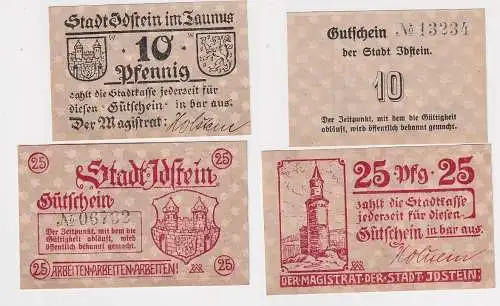 Stadt Idstein im Taunus
10
Pfennig
zahlt die Stadtkasse jederzeit für
diesen Gutschein in bar aus.
Der Magistrat:
Gutschein № 13234
der Stadt Idstein.
10
Der Zeitpunkt, mit dem die Gültigkeit
abläuft, wird öffentlich bekannt gemacht.
25 25
Stadt Idstein
Gutschein
№ 06792
Der Zeitpunkt, mit dem die
Gültigkeit abläuft, wird
öffentlich bekannt gemacht.
25 25
ARBEITEN·ARBEITEN·ARBEITEN!
25 Pfg · 25
zahlt die Stadtkasse
jederzeit für diesen
Gutschein in bar aus.
DER·MAGISTRAT·DER·STADT·IDSTEIN: